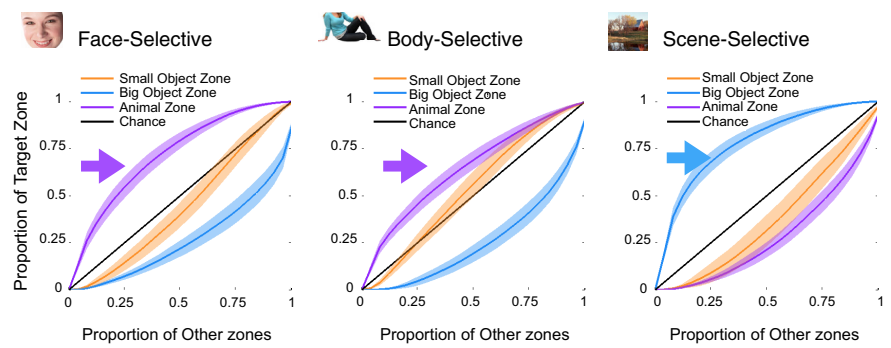 Face-Selective
Small Object Zone
Big Object Zone
Animal Zone
Chance
Proportion of Target Zone
1
0.75
0.5
0.25
0
0
0.25
0.5
0.75
1
Proportion of Other zones
Body-Selective
Small Object Zone
Big Object Zone
Animal Zone
Chance
1
0.75
0.5
0.25
0
0
0.25
0.5
0.75
1
Proportion of Other zones
Scene-Selective
Small Object Zone
Big Object Zone
Animal Zone
Chance
1
0.75
0.5
0.25
0
0
0.25
0.5
0.75
1
Proportion of Other zones